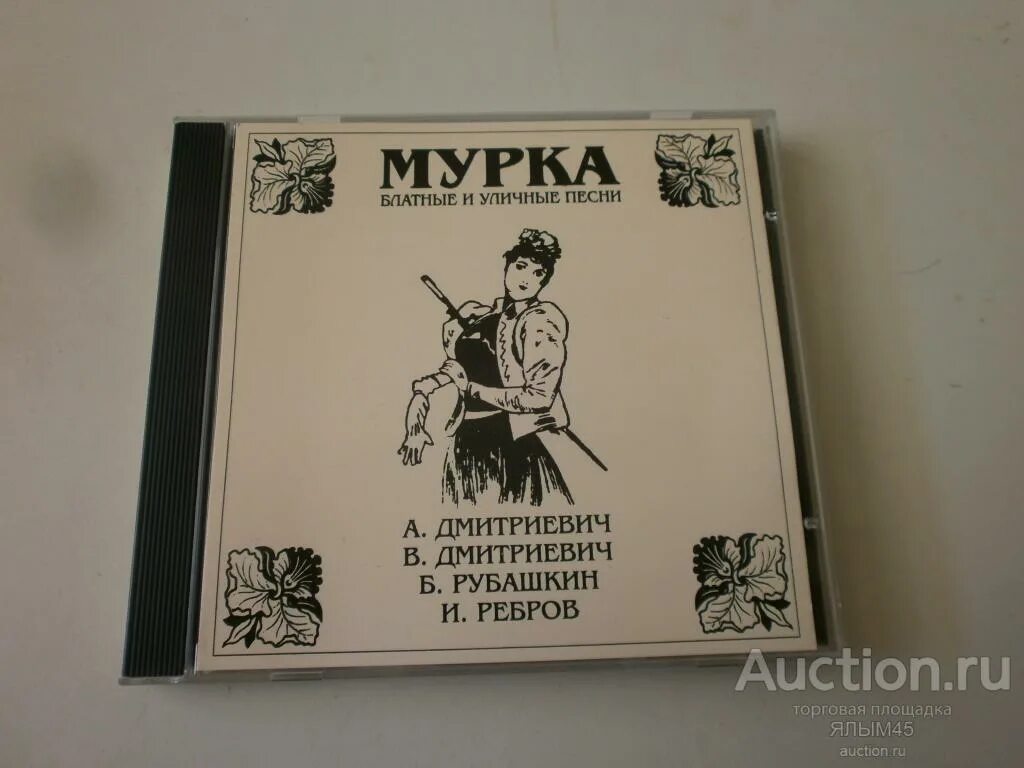 МУРКА
БЛАТНЫЕ И УЛИЧНЫЕ ПЕСНИ
А. ДМИТРИЕВИЧ
В. ДМИТРИЕВИЧ
Б. РУБАШКИН
И. РЕБРОВ
Auction.ru
торговая площадка
ЯЛЫМ45
auction.ru